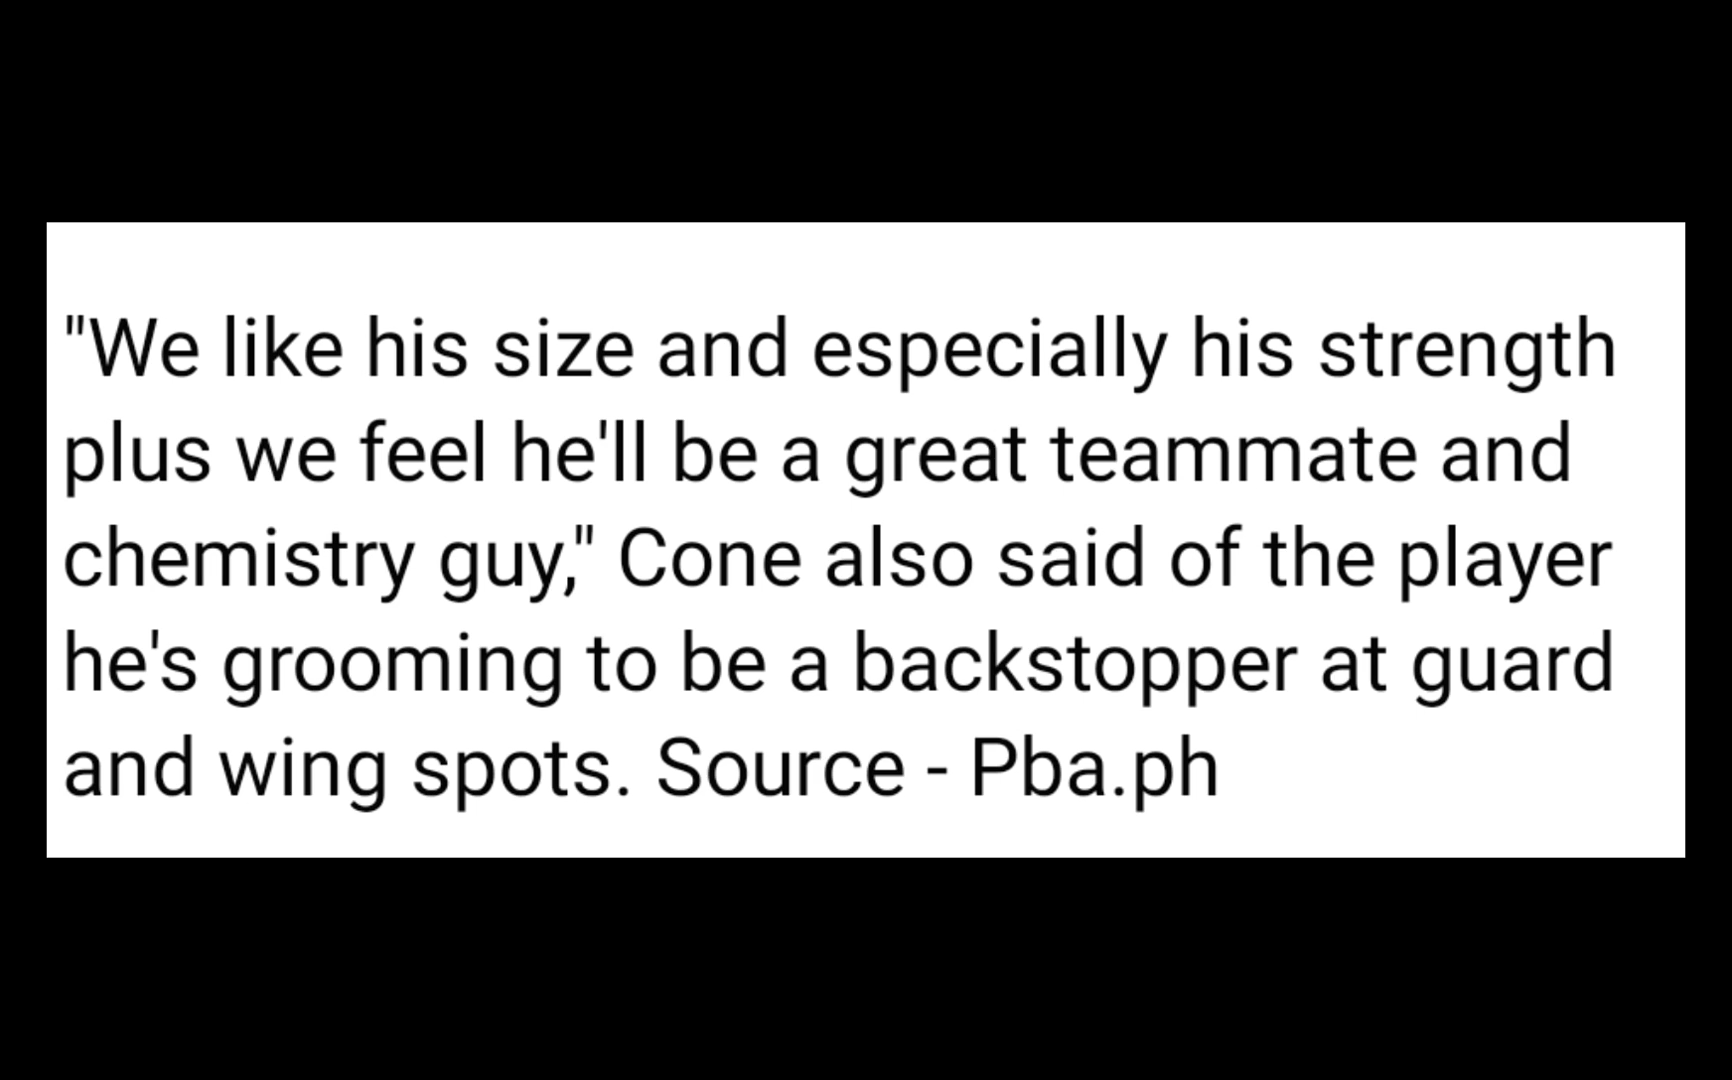 "We like his size and especially his strength
plus we feel he'll be a great teammate and
chemistry guy," Cone also said of the player
he's grooming to be a backstopper at guard
and wing spots. Source - Pba.ph